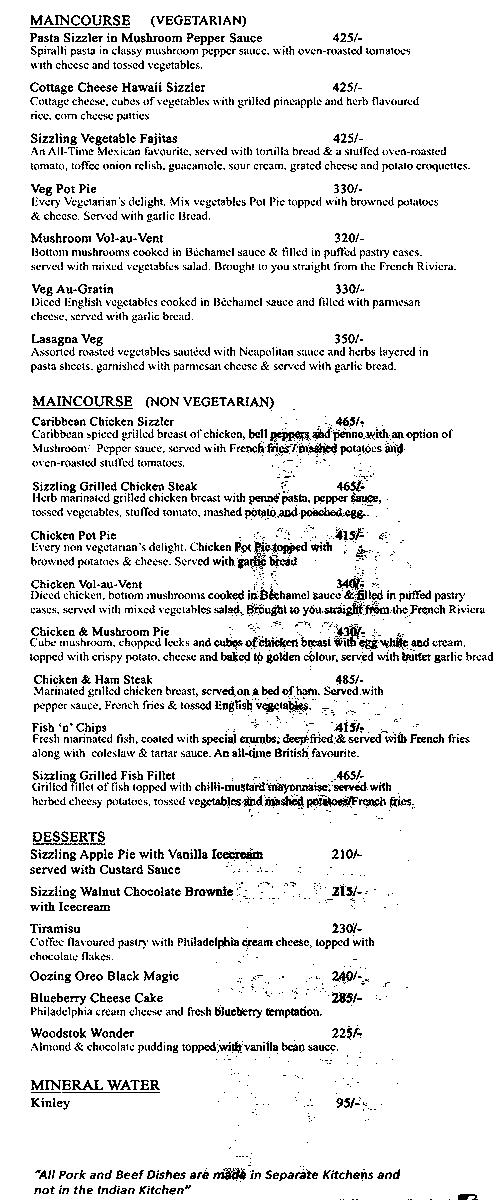 MAINCOURSE (VEGETARIAN)
Pasta Sizzler in Mushroom Pepper Sauce 425/-
Spiralli pasta in classy mushroom pepper sauce, with oven-roasted tomatoes
with cheese and tossed vegetables.
Cottage Cheese Hawaii Sizzler 425/-
Cottage cheese, cubes of vegetables with grilled pineapple and herb flavoured
rice, corn cheese patties
Sizzling Vegetable Fajitas 425/-
An All-Time Mexican favourite, served with tortilla bread & a stuffed oven-roasted
tomato, toffee onion relish, guacamole, sour cream, grated cheese and potato croquettes.
Veg Pot Pie 330/-
Every Vegetarian's delight. Mix vegetables Pot Pie topped with browned potatoes
& cheese. Served with garlic Bread.
Mushroom Vol-au-Vent 320/-
Bottom mushrooms cooked in Béchamel sauce & filled in puffed pastry cases,
served with mixed vegetables salad. Brought to you straight from the French Riviera.
Veg Au-Gratin 330/-
Diced English vegetables cooked in Béchamel sauce and filled with parmesan
cheese, served with garlic bread.
Lasagna Veg 350/-
Assorted roasted vegetables sautéed with Neapolitan sauce and herbs layered in
pasta sheets, garnished with parmesan cheese & served with garlic bread.
MAINCOURSE (NON VEGETARIAN)
Caribbean Chicken Sizzler 465/-
Caribbean spiced grilled breast of chicken, bell peppers and penne with an option of
Mushroom Pepper sauce, served with French fries / mashed potatoes and
oven-roasted stuffed tomatoes.
Sizzling Grilled Chicken Steak 465/-
Herb marinated grilled chicken breast with penne pasta, pepper sauce,
tossed vegetables, stuffed tomato, mashed potato and poached egg.
Chicken Pot Pie 415/-
Every non vegetarian's delight. Chicken Pot Pie topped with
browned potatoes & cheese. Served with garlic bread
Chicken Vol-au-Vent 340/-
Diced chicken, bottom mushrooms cooked in Béchamel sauce & filled in puffed pastry
cases, served with mixed vegetables salad. Brought to you straight from the French Riviera
Chicken & Mushroom Pie 430/-
Cube mushroom, chopped leeks and cubes of chicken breast with egg white and cream,
topped with crispy potato, cheese and baked to golden colour, served with butter garlic bread
Chicken & Ham Steak 485/-
Marinated grilled chicken breast, served on a bed of ham. Served with
pepper sauce, French fries & tossed English vegetables.
Fish 'n' Chips 415/-
Fresh marinated fish, coated with special crumbs, deep fried & served with French fries
along with coleslaw & tartar sauce. An all-time British favourite.
Sizzling Grilled Fish Fillet 465/-
Grilled fillet of fish topped with chilli-mustard mayonnaise, served with
herbed cheesy potatoes, tossed vegetables and mashed potatoes/French fries.
DESSERTS
Sizzling Apple Pie with Vanilla Icecream 210/-
served with Custard Sauce
Sizzling Walnut Chocolate Brownie 215/-
with Icecream
Tiramisu 230/-
Coffee flavoured pastry with Philadelphia cream cheese, topped with
chocolate flakes.
Oozing Oreo Black Magic 240/-
Blueberry Cheese Cake 285/-
Philadelphia cream cheese and fresh blueberry temptation.
Woodstok Wonder 225/-
Almond & chocolate pudding topped with vanilla bean sauce.
MINERAL WATER
Kinley 95/-
"All Pork and Beef Dishes are made in Separate Kitchens and
not in the Indian Kitchen"